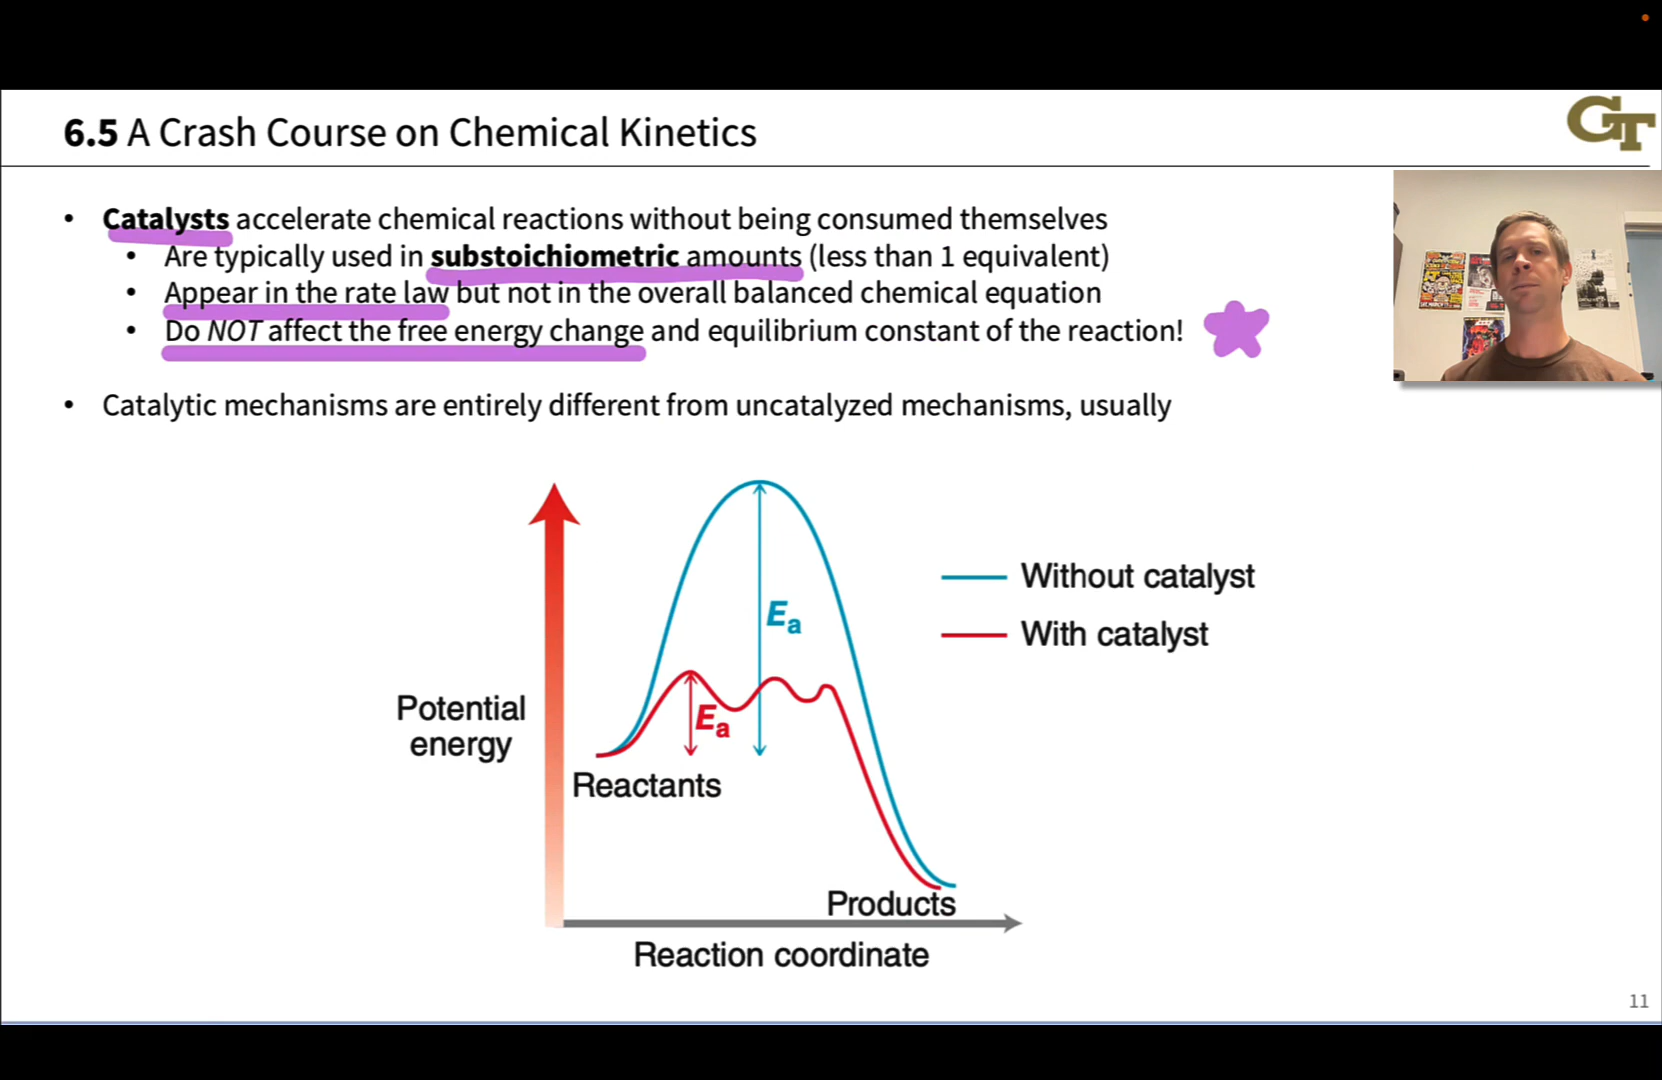 6.5 A Crash Course on Chemical Kinetics
GT
• Catalysts accelerate chemical reactions without being consumed themselves
• Are typically used in substoichiometric amounts (less than 1 equivalent)
• Appear in the rate law but not in the overall balanced chemical equation
• Do NOT affect the free energy change and equilibrium constant of the reaction!
• Catalytic mechanisms are entirely different from uncatalyzed mechanisms, usually
Without catalyst
With catalyst
Ea
Ea
Potential
energy
Reactants
Products
Reaction coordinate
11